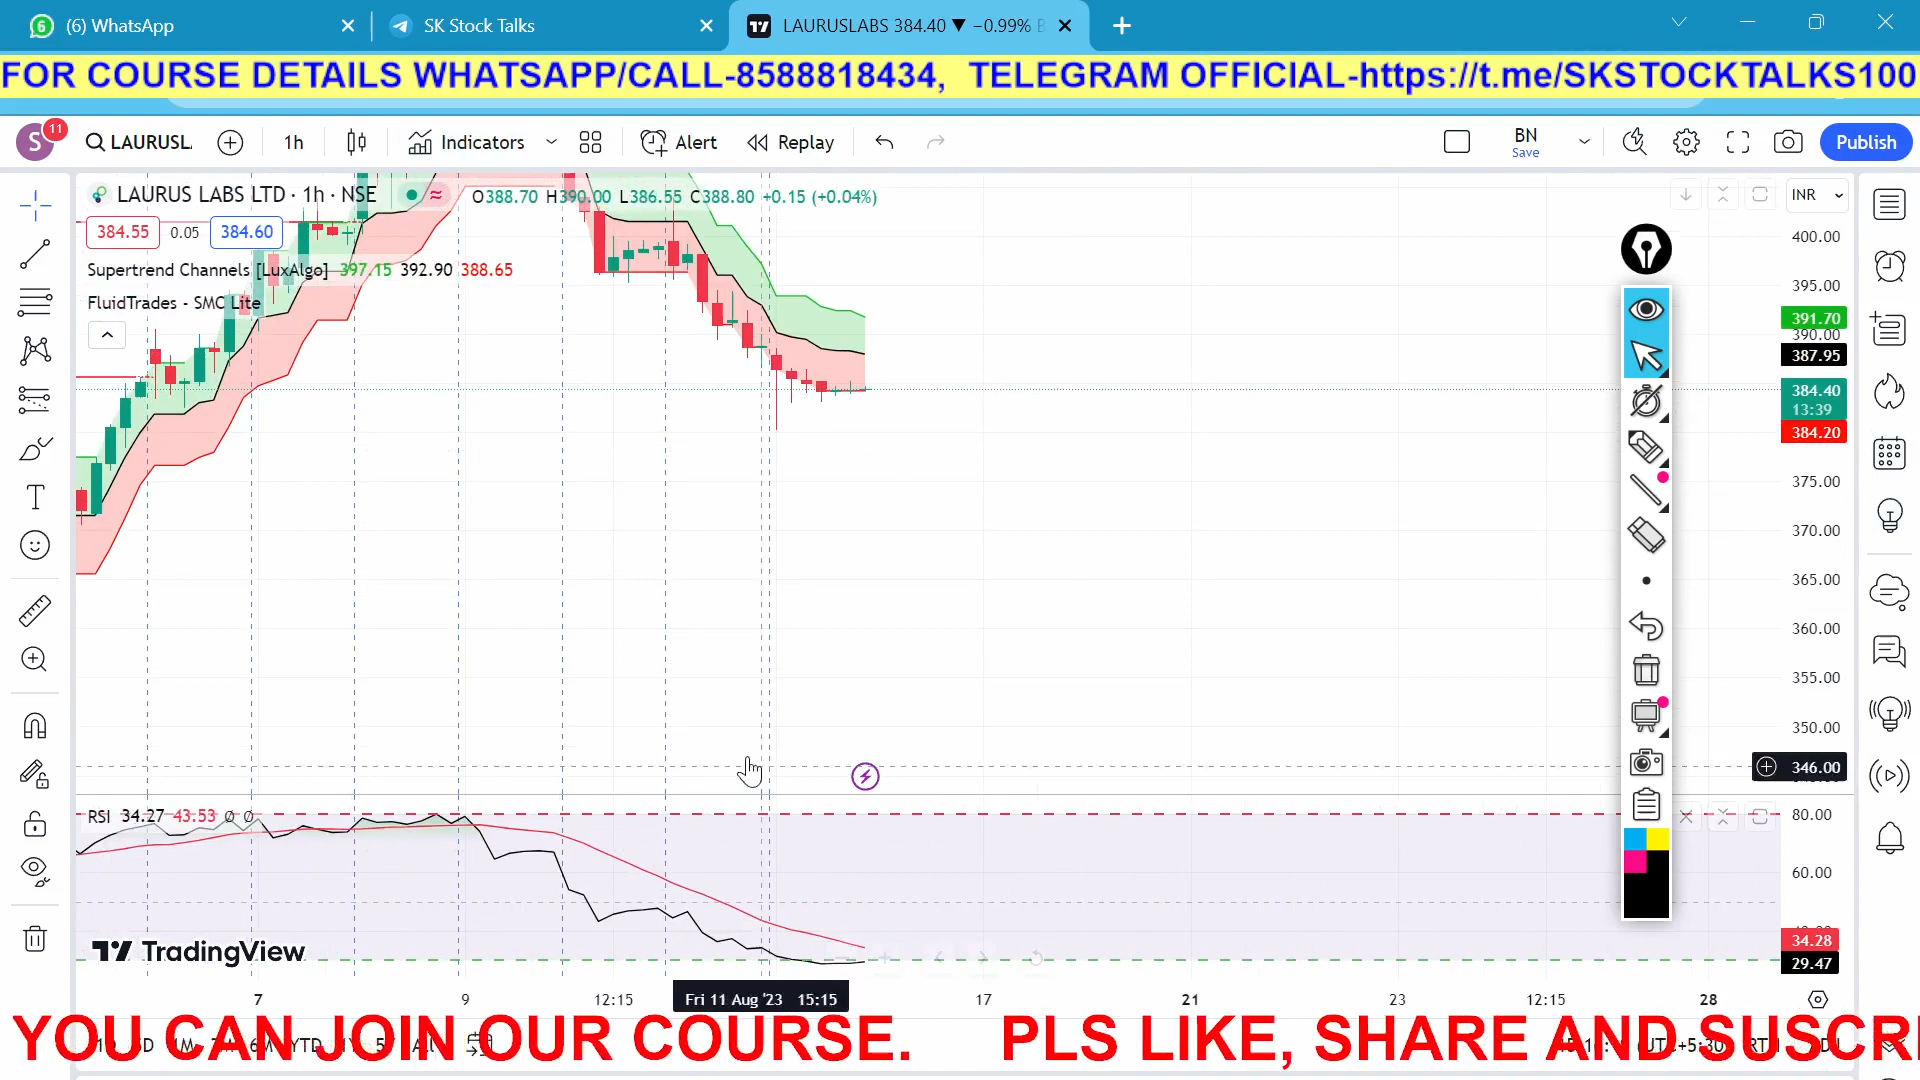 (6) WhatsApp
SK Stock Talks
LAURUSLABS 384.40 ▼ −0.99%
FOR COURSE DETAILS WHATSAPP/CALL-8588818434, TELEGRAM OFFICIAL-https://t.me/SKSTOCKTALKS100
S 11 LAURUSL 1h Indicators Alert Replay BN Save Publish
LAURUS LABS LTD · 1h · NSE O388.70 H390.00 L386.55 C388.80 +0.15 (+0.04%)
INR
384.55 0.05 384.60
400.00
Supertrend Channels [LuxAlgo] 397.15 392.90 388.65
395.00
FluidTrades - SMC Lite
391.70
390.00
387.95
384.40
13:39
384.20
375.00
370.00
365.00
360.00
355.00
350.00
346.00
RSI 34.27 43.53 ∅ ∅
80.00
60.00
34.28
29.47
TradingView
7 9 12:15 Fri 11 Aug '23 15:15 17 21 23 12:15 28
YOU CAN JOIN OUR COURSE. PLS LIKE, SHARE AND SUSCR